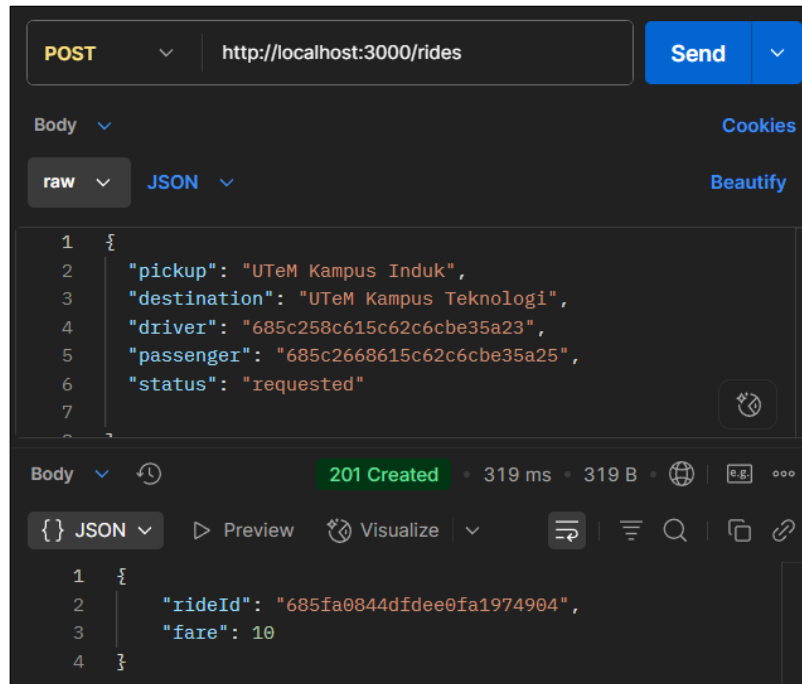 POST http://localhost:3000/rides Send
Body Cookies
raw JSON Beautify
1 {
2 "pickup": "UTeM Kampus Induk",
3 "destination": "UTeM Kampus Teknologi",
4 "driver": "685c258c615c62c6cbe35a23",
5 "passenger": "685c2668615c62c6cbe35a25",
6 "status": "requested"
7
Body 201 Created 319 ms 319 B e.g.
{} JSON Preview Visualize
1 {
2 "rideId": "685fa0844dfdee0fa1974904",
3 "fare": 10
4 }